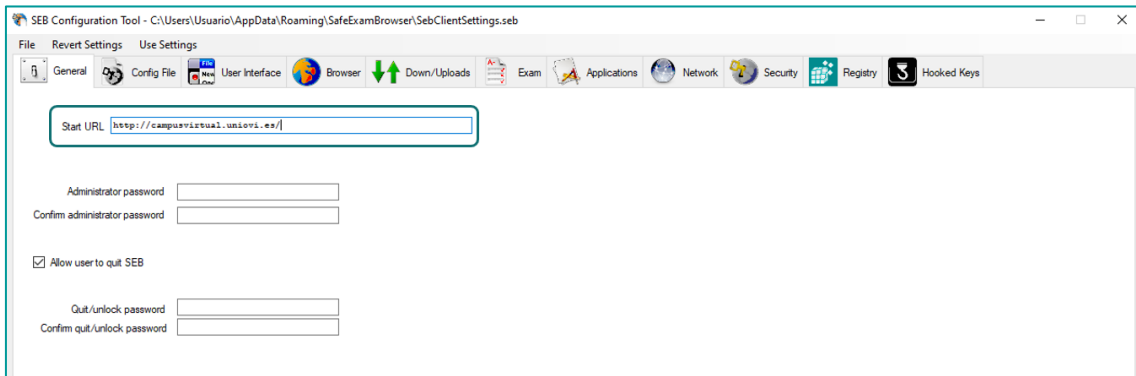 SEB Configuration Tool - C:\Users\Usuario\AppData\Roaming\SafeExamBrowser\SebClientSettings.seb
File Revert Settings Use Settings
General Config File User Interface Browser Down/Uploads Exam Applications Network Security Registry Hooked Keys
Start URL http://campusvirtual.uniovi.es/
Administrator password
Confirm administrator password
Allow user to quit SEB
Quit/unlock password
Confirm quit/unlock password